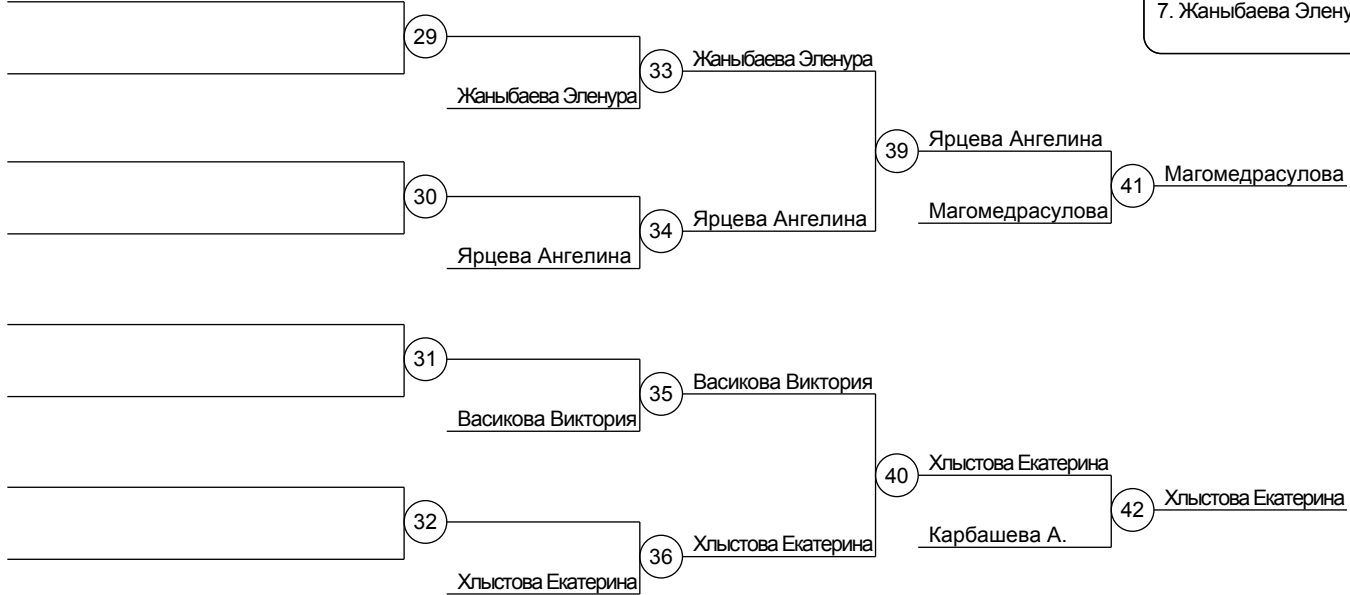 7. Жаныбаева Элену
29
33
Жаныбаева Эленура
Жаныбаева Эленура
39
Ярцева Ангелина
41
Магомедрасулова
30
34
Ярцева Ангелина
Магомедрасулова
Ярцева Ангелина
31
35
Васикова Виктория
Васикова Виктория
40
Хлыстова Екатерина
42
Хлыстова Екатерина
32
36
Хлыстова Екатерина
Карбашева А.
Хлыстова Екатерина